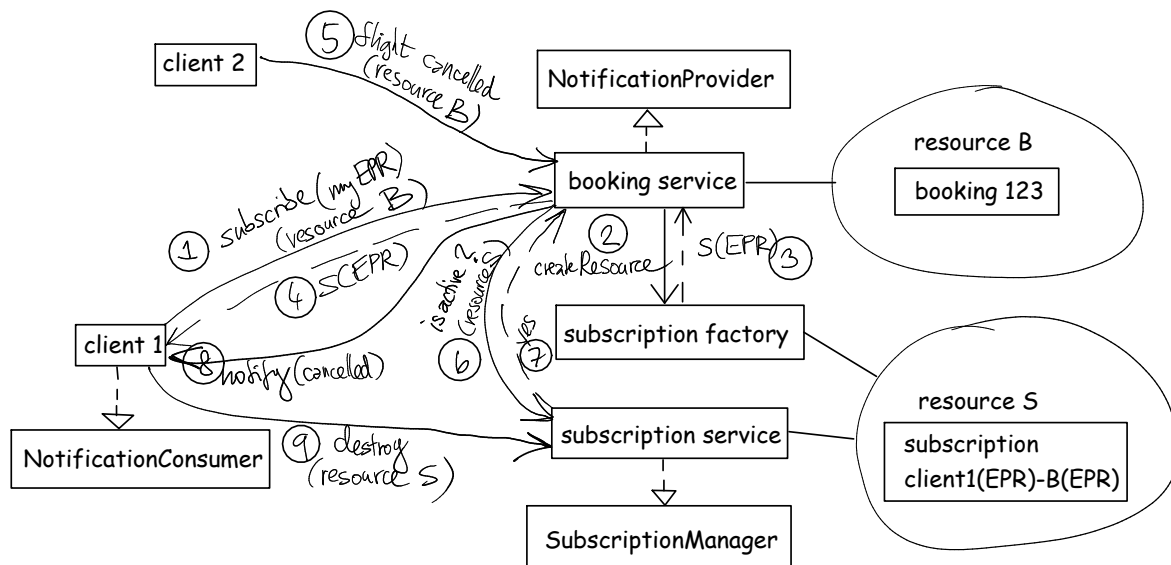 5 flight cancelled
(resource B)
client 2
NotificationProvider
resource B
booking 123
booking service
1 subscribe (my EPR)
(resource B)
2
createResource
S(EPR) 3
4 S(EPR)
is active?
(resource S)
6
yes
7
subscription factory
client 1
8 notify (cancelled)
resource S
subscription
client1(EPR)-B(EPR)
subscription service
9 destroy
(resource S)
NotificationConsumer
SubscriptionManager